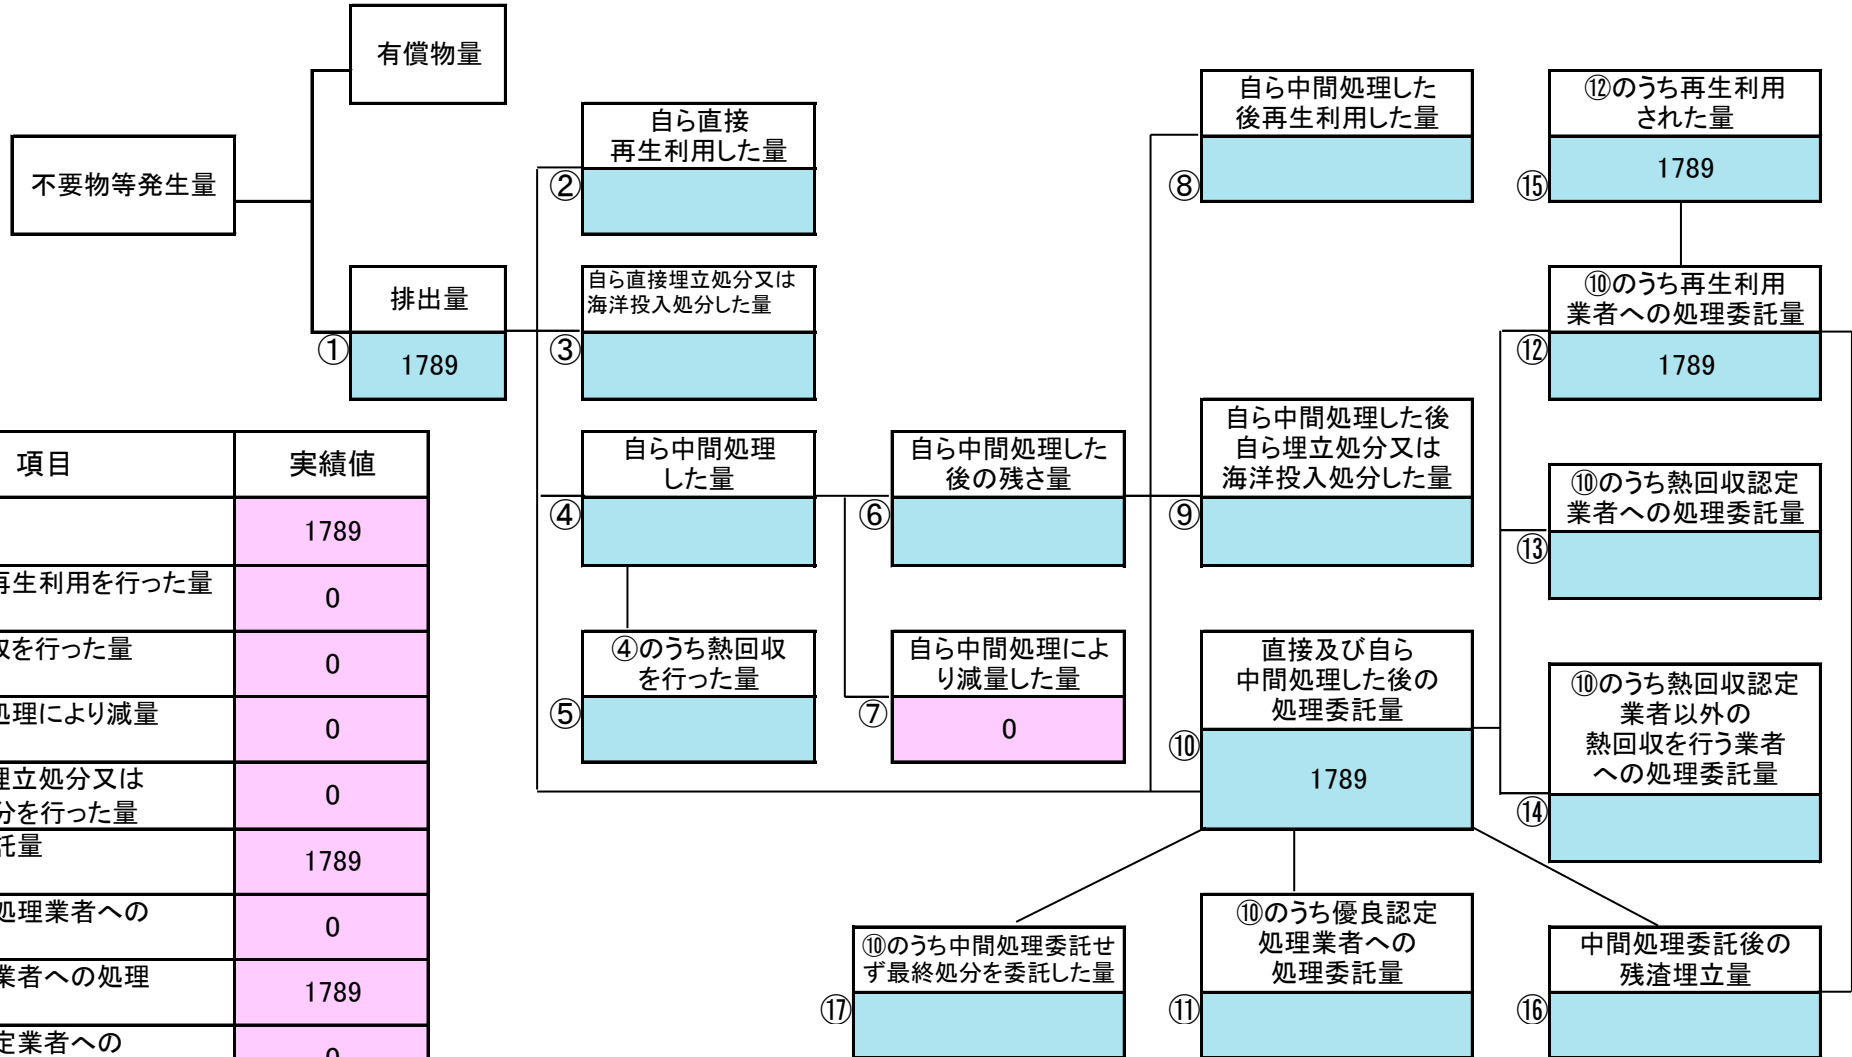 有償物量
不要物等発生量
排出量
①
1789
自ら直接
再生利用した量
②
自ら直接埋立処分又は
海洋投入処分した量
③
自ら中間処理
した量
④
④のうち熱回収
を行った量
⑤
自ら中間処理した
後の残さ量
⑥
自ら中間処理によ
り減量した量
⑦
0
自ら中間処理した
後再生利用した量
⑧
自ら中間処理した後
自ら埋立処分又は
海洋投入処分した量
⑨
直接及び自ら
中間処理した後の
処理委託量
⑩
1789
⑫のうち再生利用
された量
⑮
1789
⑩のうち再生利用
業者への処理委託量
⑫
1789
⑩のうち熱回収認定
業者への処理委託量
⑬
⑩のうち熱回収認定
業者以外の
熱回収を行う業者
への処理委託量
⑭
⑩のうち中間処理委託せ
ず最終処分を委託した量
⑰
⑩のうち優良認定
処理業者への
処理委託量
⑪
中間処理委託後の
残渣埋立量
⑯
項目 実績値
1789
再生利用を行った量 0
を行った量 0
処理により減量 0
埋立処分又は
分を行った量 0
託量 1789
処理業者への 0
業者への処理 1789
定業者への 0